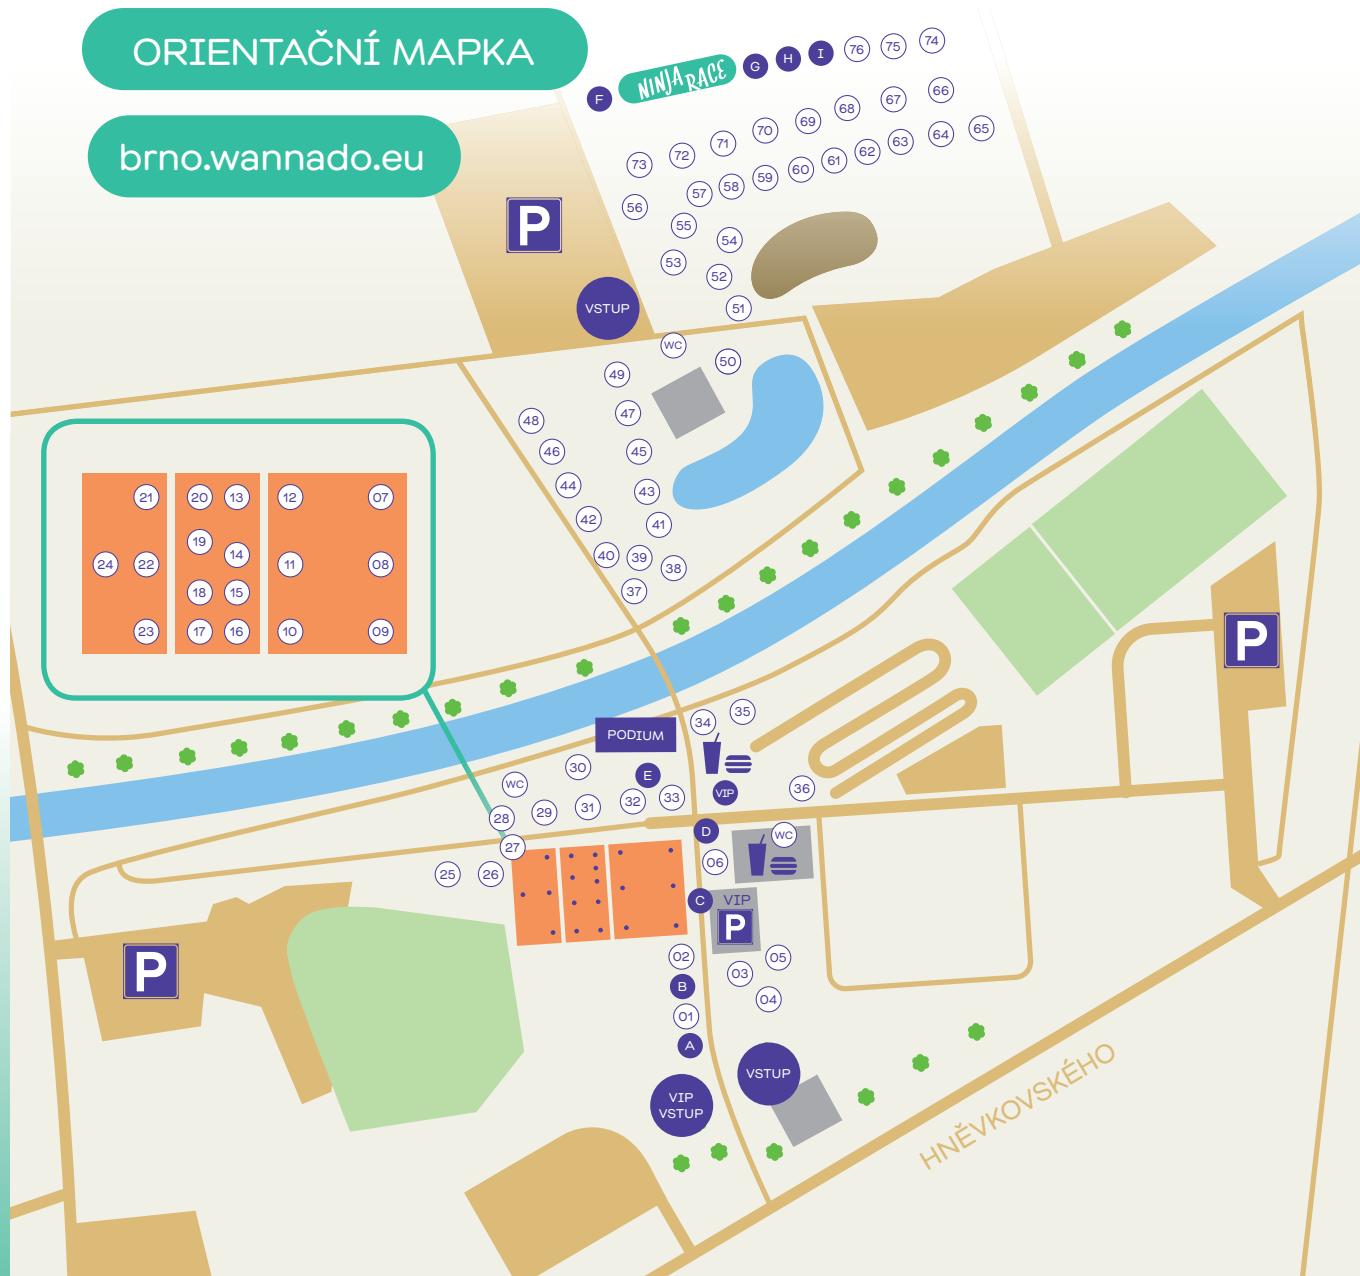 ORIENTAČNÍ MAPKA
brno.wannado.eu
F
NINJA RACE
G
H
I
76
75
74
73
72
71
70
69
68
67
66
56
57
58
59
60
61
62
63
64
65
55
54
53
52
51
P
VSTUP
WC
50
49
48
47
46
45
44
43
42
41
40
39
38
37
21
20
13
12
07
19
14
24
22
11
08
18
15
23
17
16
10
09
P
34
35
PODIUM
30
E
WC
VIP
36
28
29
31
32
33
27
D
WC
06
25
26
C
VIP
P
P
02
05
03
B
04
01
A
VSTUP
VIP
VSTUP
HNĚVKOVSKÉHO